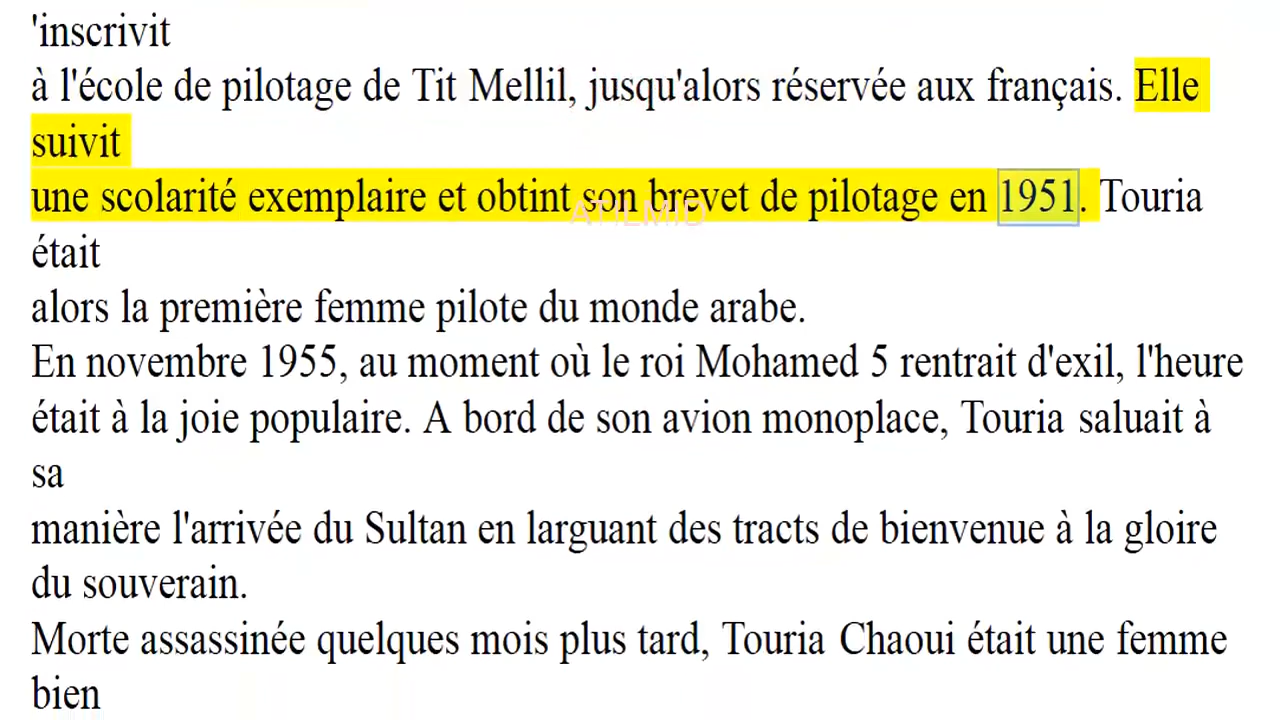 'inscrivit
à l'école de pilotage de Tit Mellil, jusqu'alors réservée aux français. Elle
suivit
une scolarité exemplaire et obtint son brevet de pilotage en 1951. Touria
ATILMID
était
alors la première femme pilote du monde arabe.
En novembre 1955, au moment où le roi Mohamed 5 rentrait d'exil, l'heure
était à la joie populaire. A bord de son avion monoplace, Touria saluait à
sa
manière l'arrivée du Sultan en larguant des tracts de bienvenue à la gloire
du souverain.
Morte assassinée quelques mois plus tard, Touria Chaoui était une femme
bien